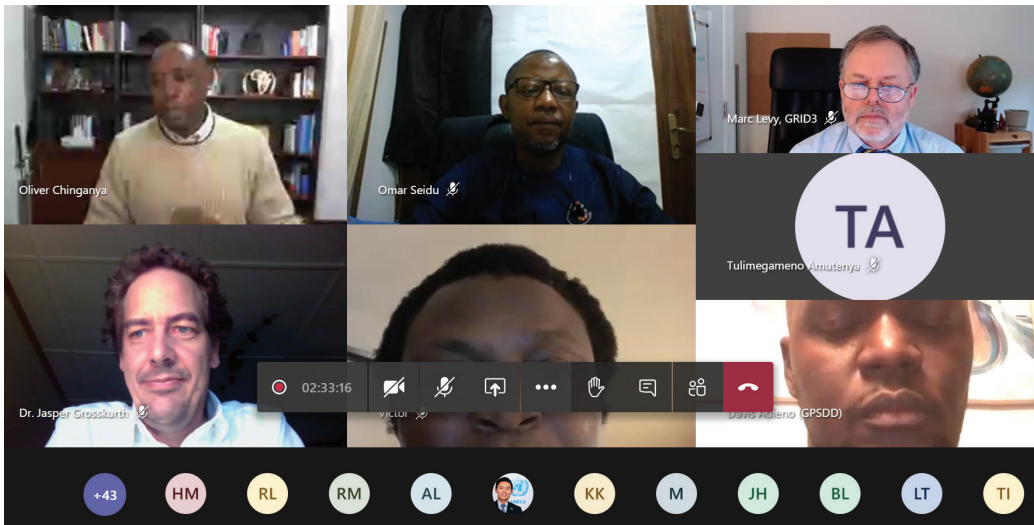 Oliver Chinganya
Omar Seidu
Marc Levy, GRID3
TA
Tulimegameno Amutenya
Dr. Jasper Grosskurth
02:33:16
Victor
Davis Adieno (GPSDD)
+43
HM
RL
RM
AL
KK
M
JH
BL
LT
TI